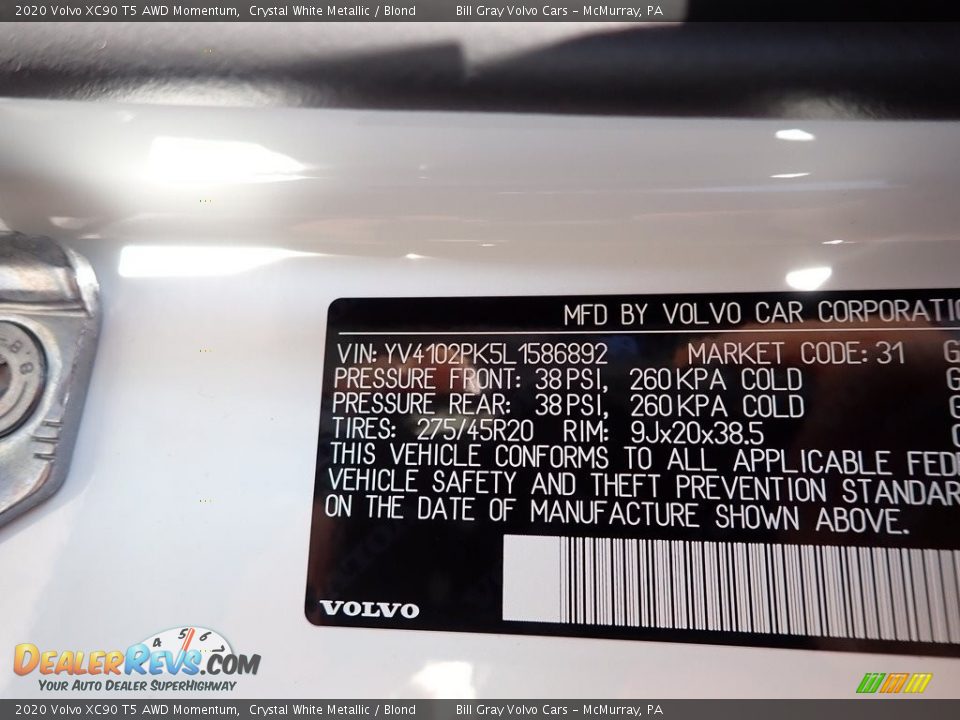 2020 Volvo XC90 T5 AWD Momentum, Crystal White Metallic / Blond Bill Gray Volvo Cars - McMurray, PA
MFD BY VOLVO CAR CORPORATIO
VIN: YV4102PK5L1586892 MARKET CODE: 31 G
PRESSURE FRONT: 38 PSI, 260 KPA COLD G
PRESSURE REAR: 38 PSI, 260 KPA COLD G
TIRES: 275/45R20 RIM: 9Jx20x38.5
THIS VEHICLE CONFORMS TO ALL APPLICABLE FEDE
VEHICLE SAFETY AND THEFT PREVENTION STANDAR
ON THE DATE OF MANUFACTURE SHOWN ABOVE.
VOLVO
4 5 6
DEALERREVS.COM
YOUR AUTO DEALER SUPERHIGHWAY
2020 Volvo XC90 T5 AWD Momentum, Crystal White Metallic / Blond Bill Gray Volvo Cars - McMurray, PA